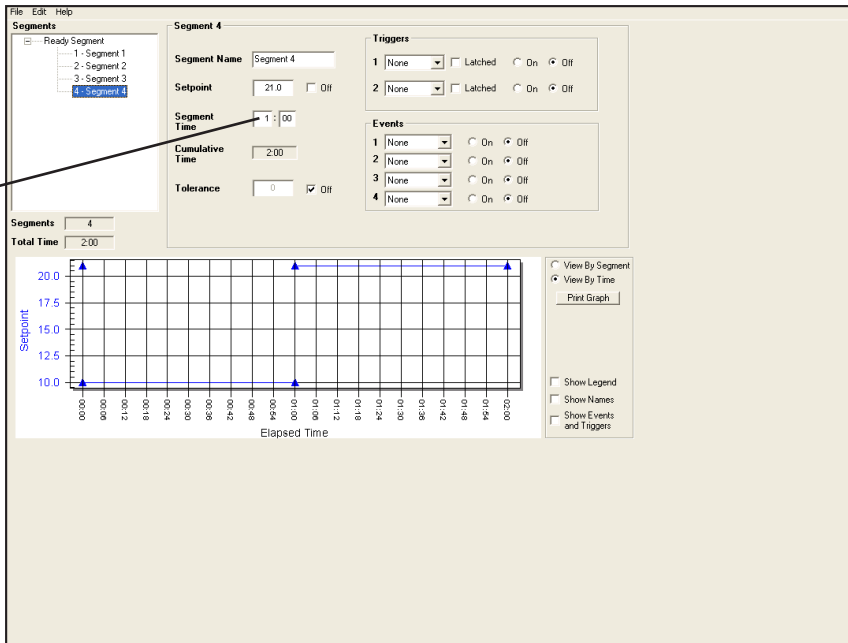 File Edit Help
Segments
Ready Segment
1 - Segment 1
2 - Segment 2
3 - Segment 3
4 - Segment 4
Segments 4
Total Time 2:00
Segment 4
Segment Name Segment 4
Setpoint 21.0 Off
Segment Time 1 : 00
Cumulative Time 2:00
Tolerance 0 Off
Triggers
1 None Latched On Off
2 None Latched On Off
Events
1 None On Off
2 None On Off
3 None On Off
4 None On Off
Setpoint
20.0
17.5
15.0
12.5
10.0
00:00 00:06 00:12 00:18 00:24 00:30 00:36 00:42 00:48 00:54 01:00 01:06 01:12 01:18 01:24 01:30 01:36 01:42 01:48 01:54 02:00
Elapsed Time
View By Segment
View By Time
Print Graph
Show Legend
Show Names
Show Events
and Triggers